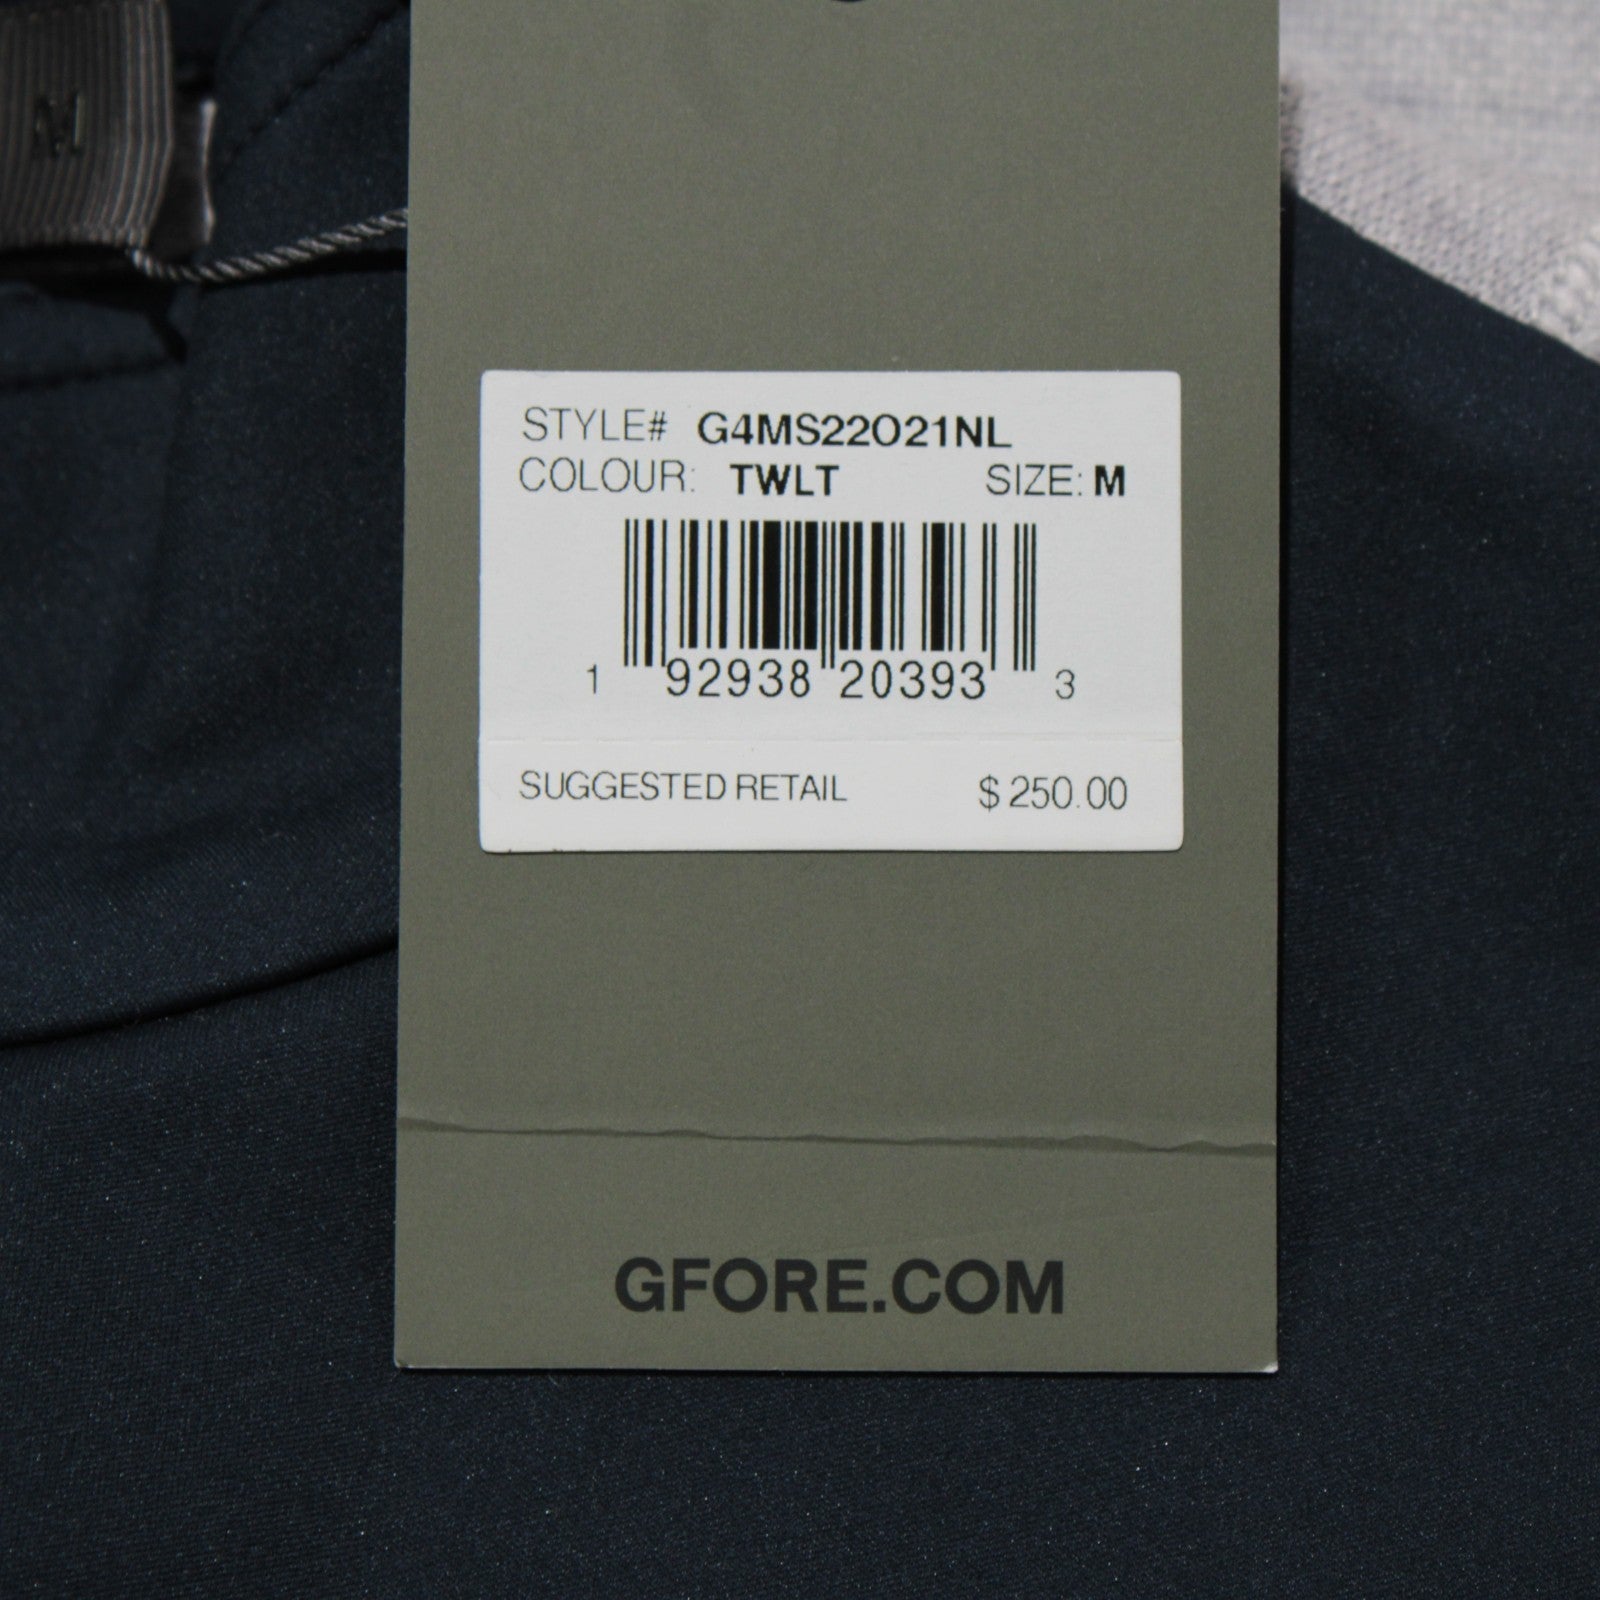 M
STYLE# G4MS22O21NL
COLOUR: TWLT SIZE: M
1 92938 20393 3
SUGGESTED RETAIL $ 250.00
GFORE.COM